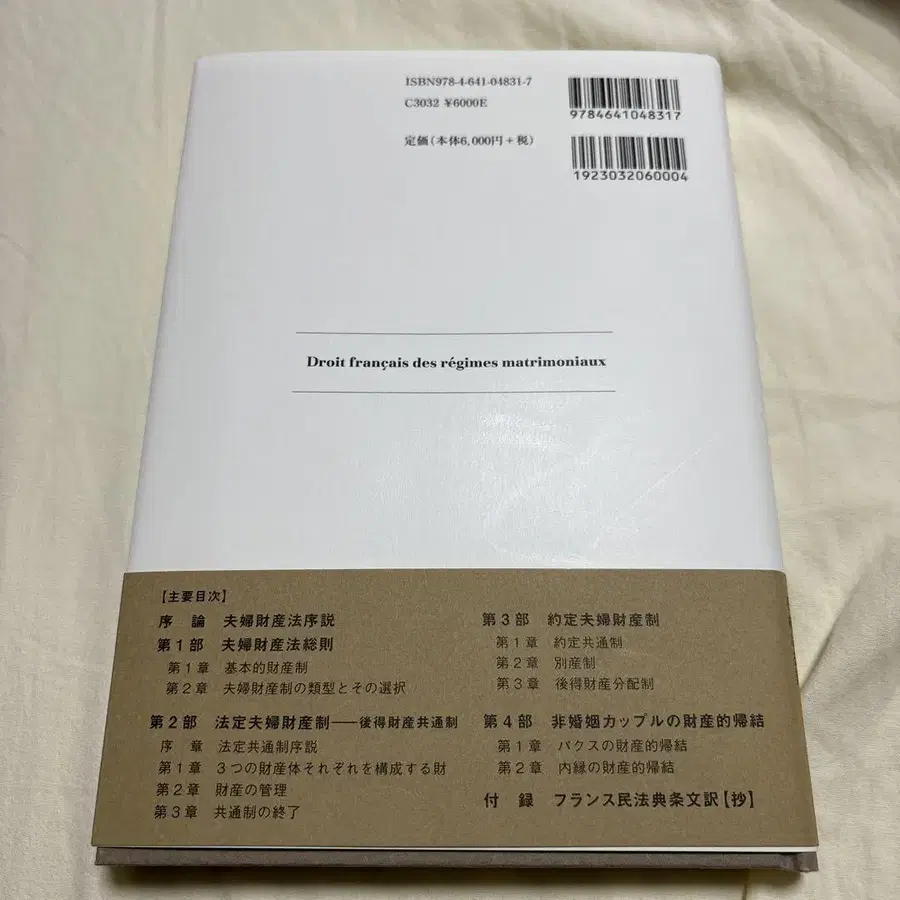 ISBN978-4-641-04831-7
C3032 ¥6000E
定価(本体6,000円+税)
9784641048317
1923032060004
Droit français des régimes matrimoniaux
【主要目次】
序 論 夫婦財産法序説
第1部 夫婦財産法総則
第1章 基本的財産制
第2章 夫婦財産制の類型とその選択
第2部 法定夫婦財産制――後得財産共通制
序 章 法定共通制序説
第1章 3つの財産体それぞれを構成する財
第2章 財産の管理
第3章 共通制の終了
第3部 約定夫婦財産制
第1章 約定共通制
第2章 別産制
第3章 後得財産分配制
第4部 非婚姻カップルの財産的帰結
第1章 パクスの財産的帰結
第2章 内縁の財産的帰結
付 録 フランス民法典条文訳【抄】